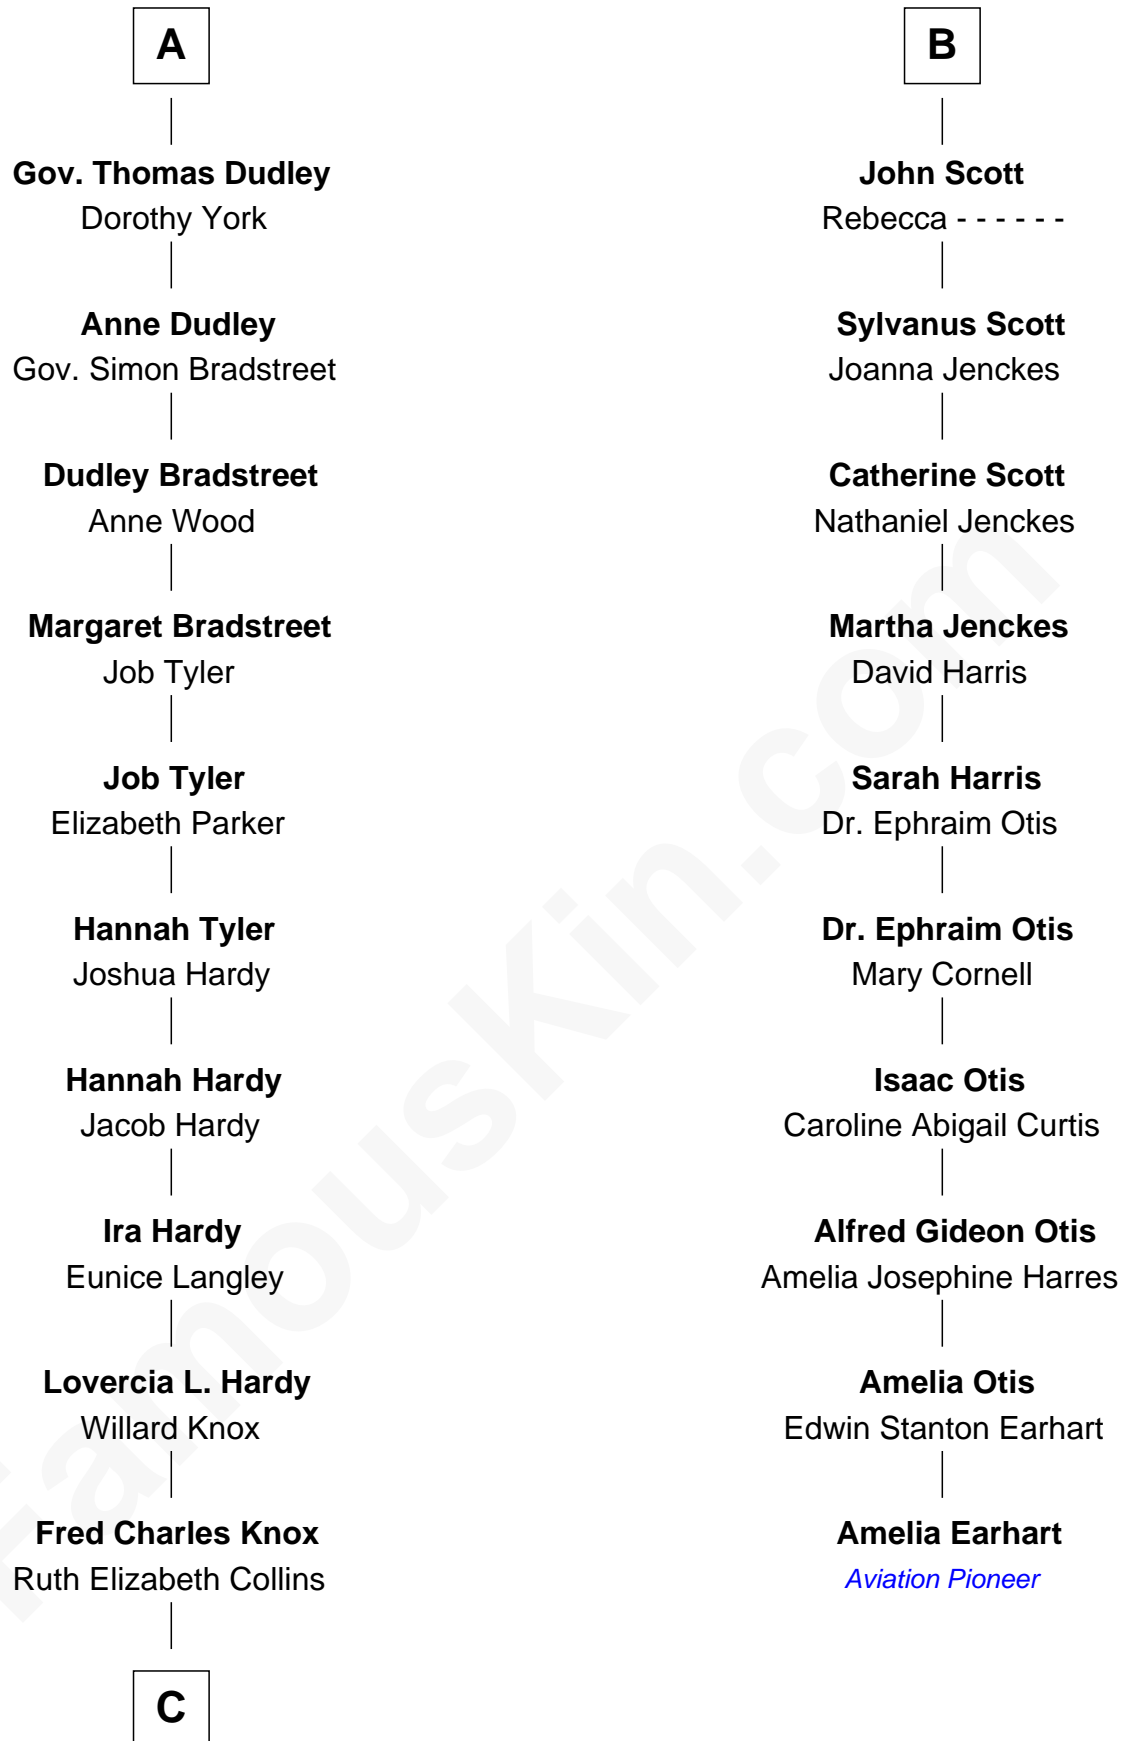 A
Gov. Thomas Dudley
Dorothy York
Anne Dudley
Gov. Simon Bradstreet
Dudley Bradstreet
Anne Wood
Margaret Bradstreet
Job Tyler
Job Tyler
Elizabeth Parker
Hannah Tyler
Joshua Hardy
Hannah Hardy
Jacob Hardy
Ira Hardy
Eunice Langley
Lovercia L. Hardy
Willard Knox
Fred Charles Knox
Ruth Elizabeth Collins
C
B
John Scott
Rebecca - - - - - -
Sylvanus Scott
Joanna Jenckes
Catherine Scott
Nathaniel Jenckes
Martha Jenckes
David Harris
Sarah Harris
Dr. Ephraim Otis
Dr. Ephraim Otis
Mary Cornell
Isaac Otis
Caroline Abigail Curtis
Alfred Gideon Otis
Amelia Josephine Harres
Amelia Otis
Edwin Stanton Earhart
Amelia Earhart
Aviation Pioneer
FamousKin.com